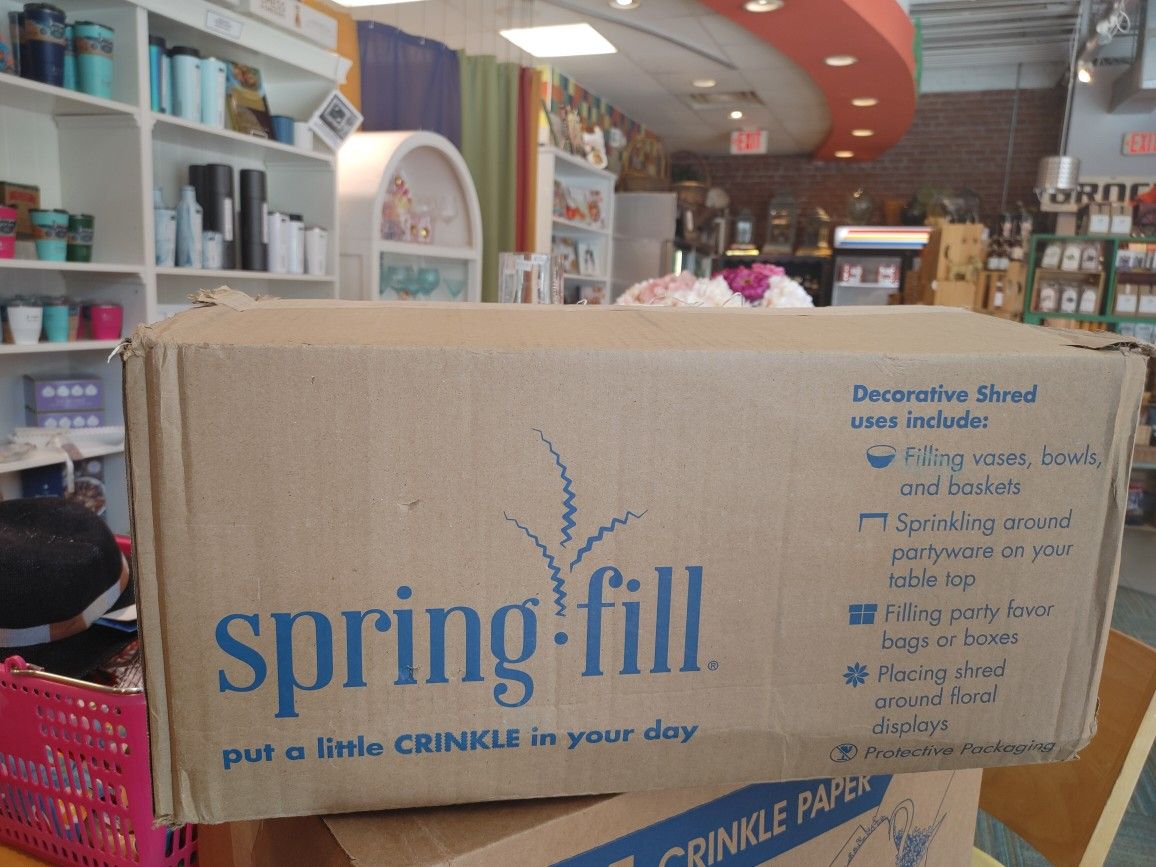 EXIT
EXIT
Decorative Shred
uses include:
Filling vases, bowls,
and baskets
Sprinkling around
partyware on your
table top
Filling party favor
bags or boxes
Placing shred
around floral
displays
Protective Packaging
spring·fill®
put a little CRINKLE in your day
CRINKLE PAPER